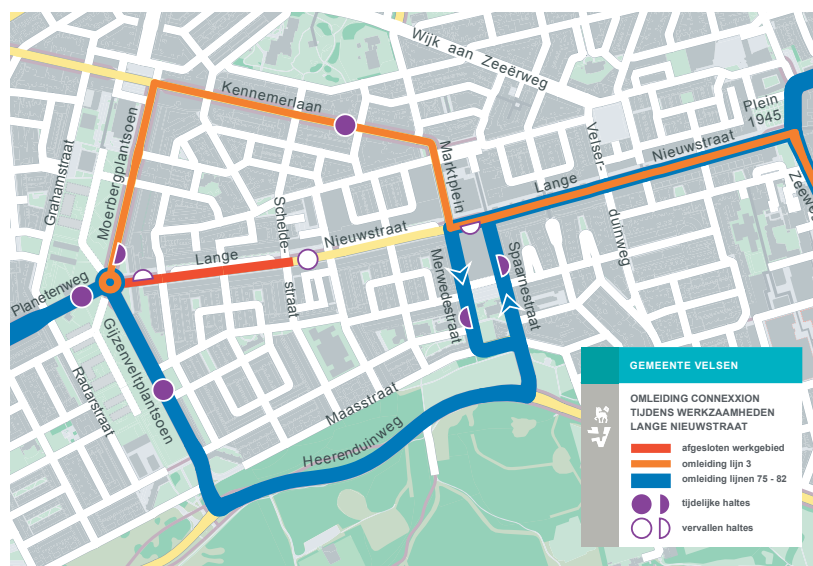 Wijk aan Zeeërweg
Kennemerlaan
Plein
1945
Grahamstraat
Moerbergplantsoen
Marktplein
Velser-
duinweg
Nieuwstraat
Lange
Zeeweg
Schelde-
straat
Nieuwstraat
Lange
Planetenweg
Merwedestraat
Spaarnestraat
Gijzenveltplantsoen
Radarstraat
Maasstraat
Heerenduinweg
GEMEENTE VELSEN
OMLEIDING CONNEXXION
TIJDENS WERKZAAMHEDEN
LANGE NIEUWSTRAAT
afgesloten werkgebied
omleiding lijn 3
omleiding lijnen 75 - 82
tijdelijke haltes
vervallen haltes